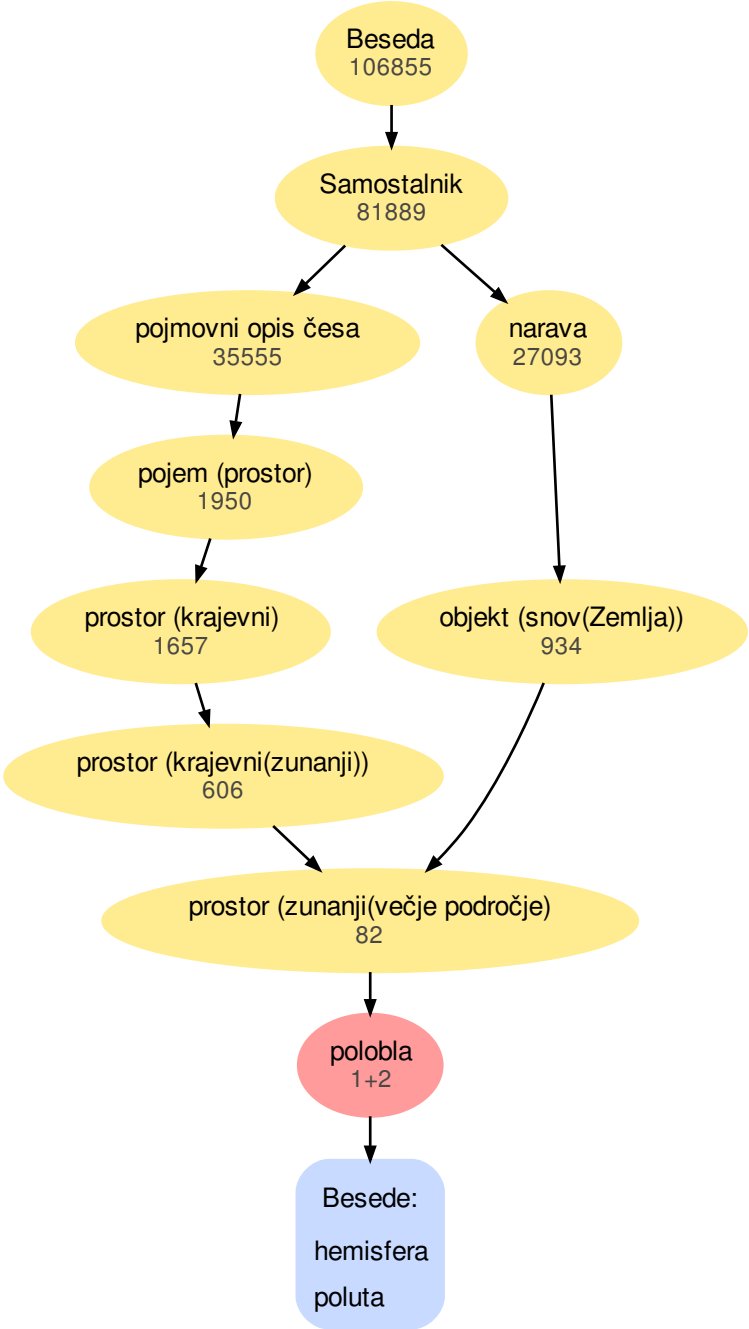 Beseda
106855
Samostalnik
81889
pojmovni opis česa
35555
narava
27093
pojem (prostor)
1950
prostor (krajevni)
1657
objekt (snov(Zemlja))
934
prostor (krajevni(zunanji))
606
prostor (zunanji(večje področje)
82
polobla
1+2
Besede:
hemisfera
poluta